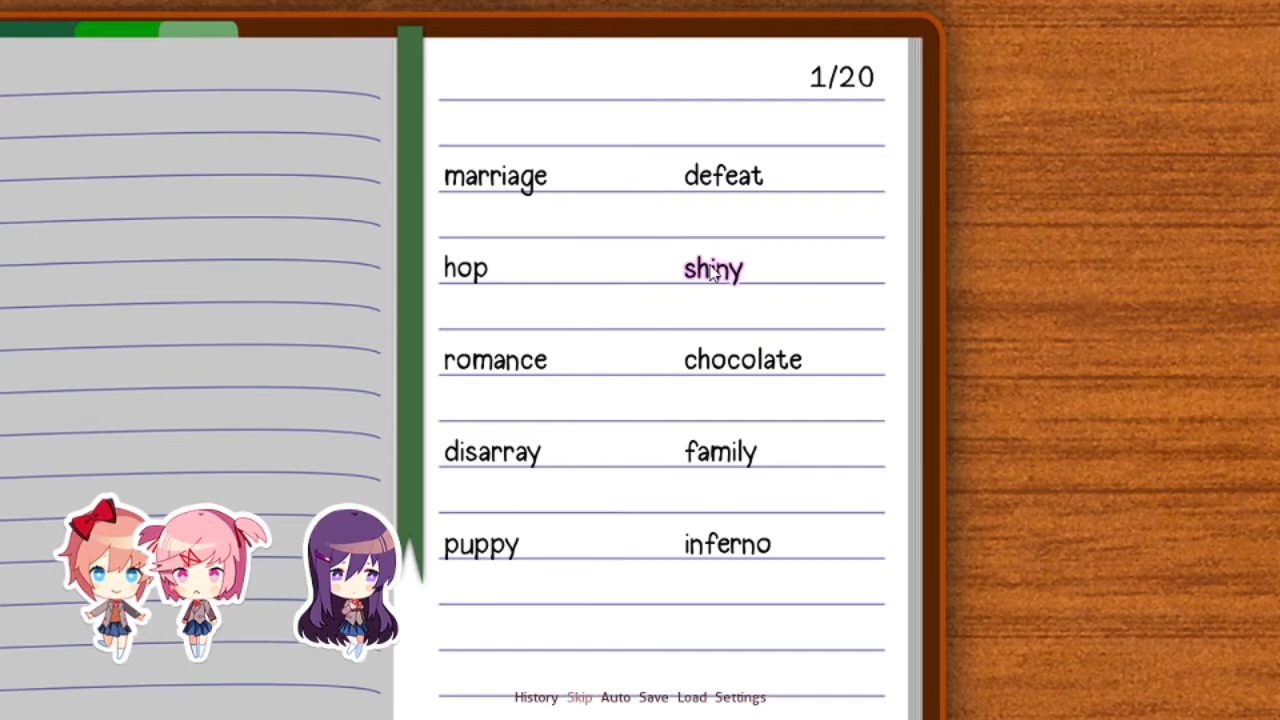 1/20
marriage defeat
hop shiny
romance chocolate
disarray family
puppy inferno
History Skip Auto Save Load Settings